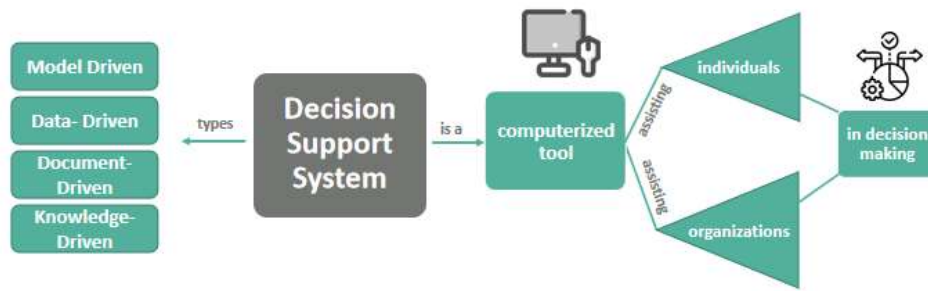 Model Driven
Data- Driven
Document-
Driven
Knowledge-
Driven
types
Decision
Support
System
is a
computerized
tool
assisting
assisting
individuals
organizations
in decision
making